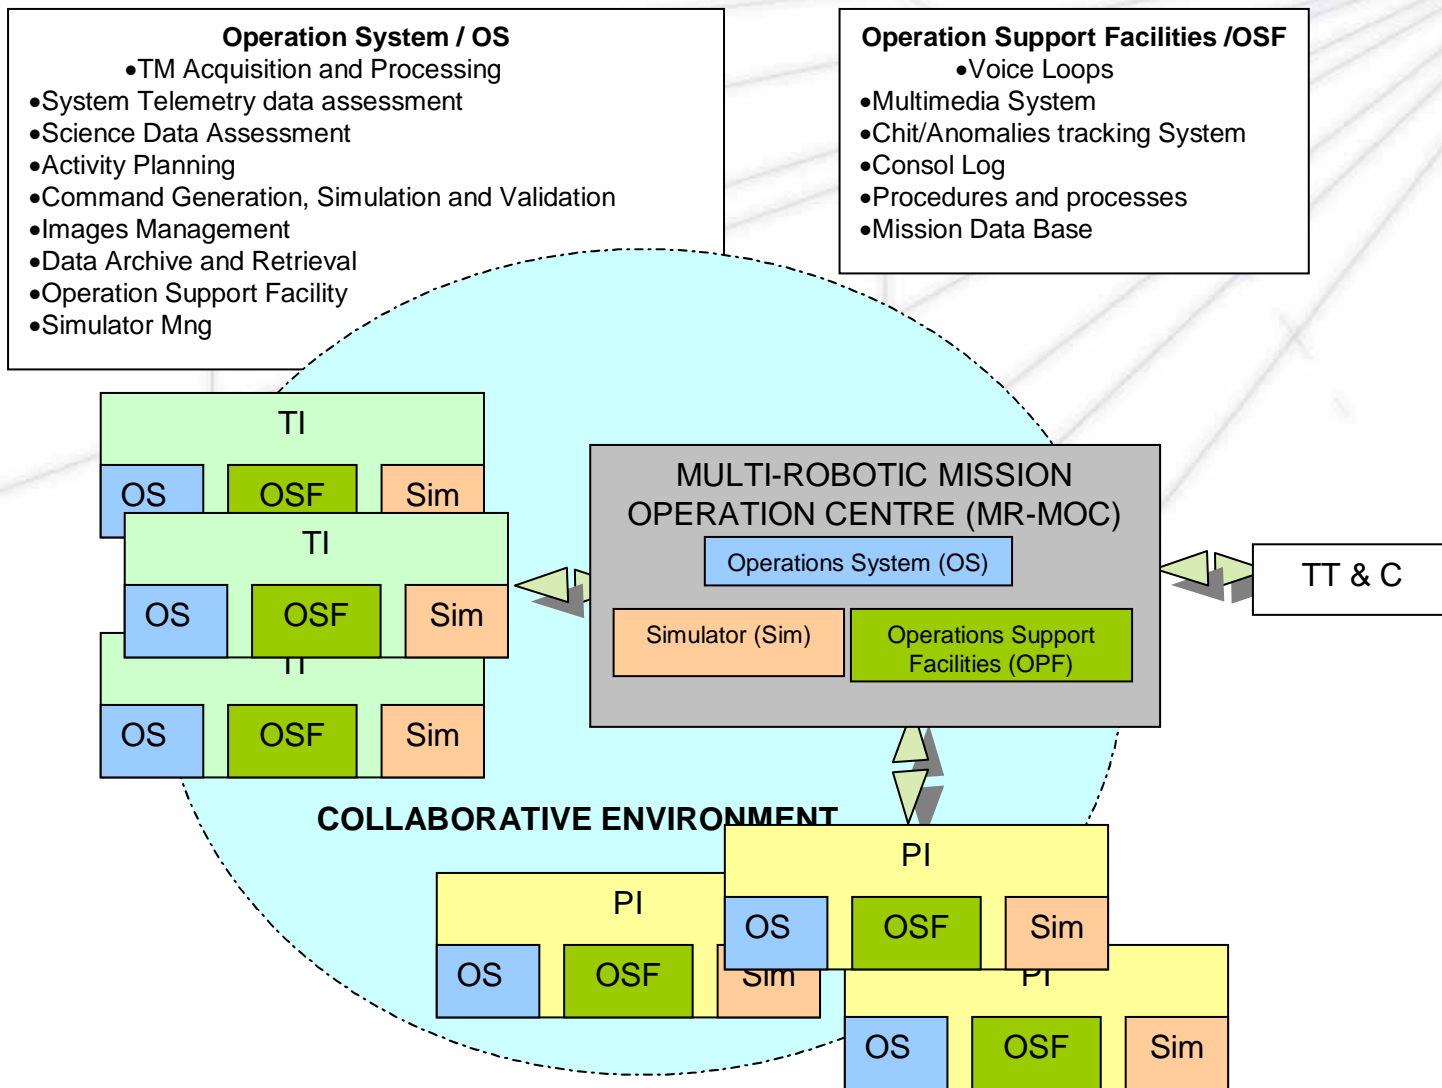 Operation System / OS
•TM Acquisition and Processing
•System Telemetry data assessment
•Science Data Assessment
•Activity Planning
•Command Generation, Simulation and Validation
•Images Management
•Data Archive and Retrieval
•Operation Support Facility
•Simulator Mng
Operation Support Facilities /OSF
•Voice Loops
•Multimedia System
•Chit/Anomalies tracking System
•Consol Log
•Procedures and processes
•Mission Data Base
TI
OS OSF Sim
TI
OS OSF Sim
TI
OS OSF Sim
MULTI-ROBOTIC MISSION
OPERATION CENTRE (MR-MOC)
Operations System (OS)
Simulator (Sim)
Operations Support
Facilities (OPF)
TT & C
COLLABORATIVE ENVIRONMENT
PI
OS OSF Sim
PI
OS OSF Sim
PI
OS OSF Sim